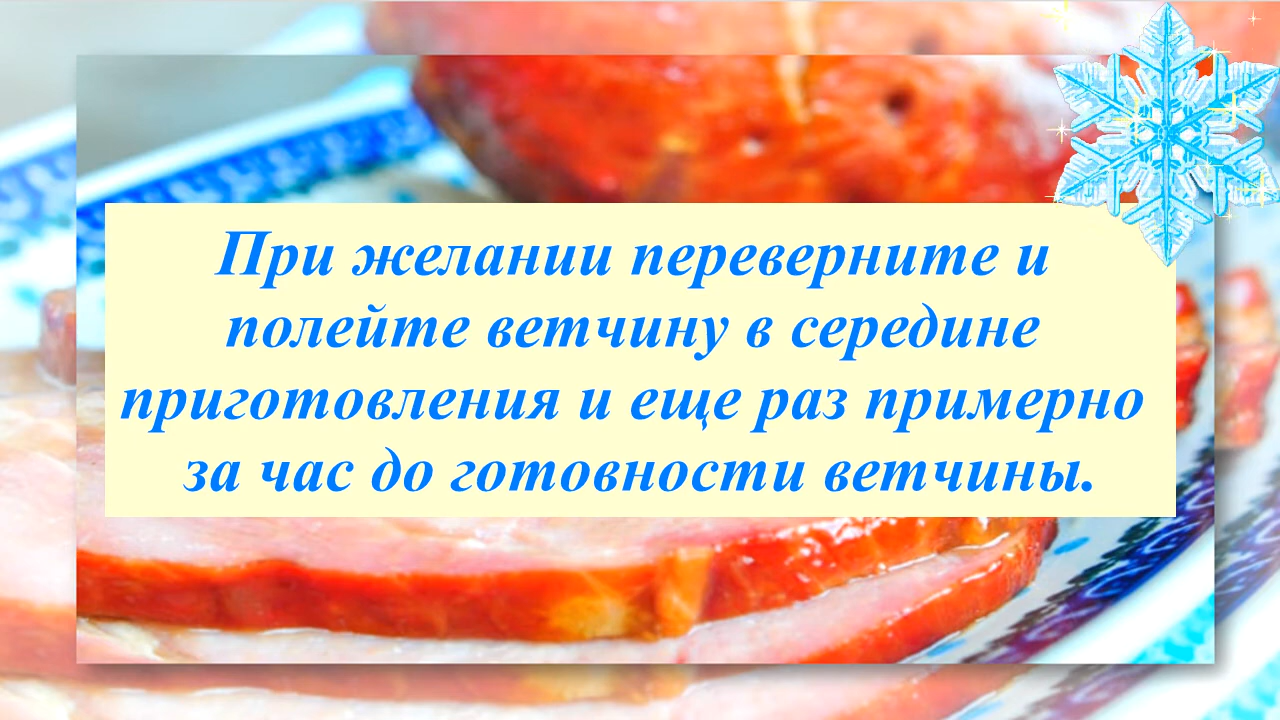 При желании переверните и
полейте ветчину в середине
приготовления и еще раз примерно
за час до готовности ветчины.